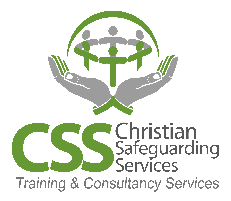 CSS Christian
Safeguarding
Services
Training & Consultancy Services